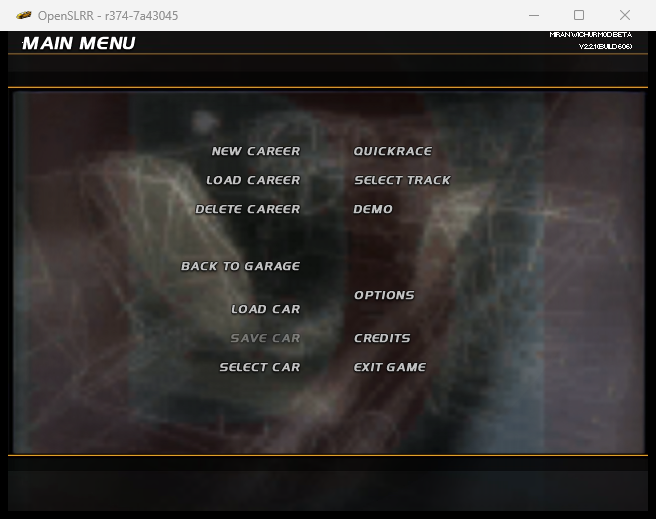 OpenSLRR - r374-7a43045
MAIN MENU
MIRAN WICHUR MOD BETA
V2.2.1(BUILD 606)
NEW CAREER
LOAD CAREER
DELETE CAREER
BACK TO GARAGE
LOAD CAR
SAVE CAR
SELECT CAR
QUICKRACE
SELECT TRACK
DEMO
OPTIONS
CREDITS
EXIT GAME